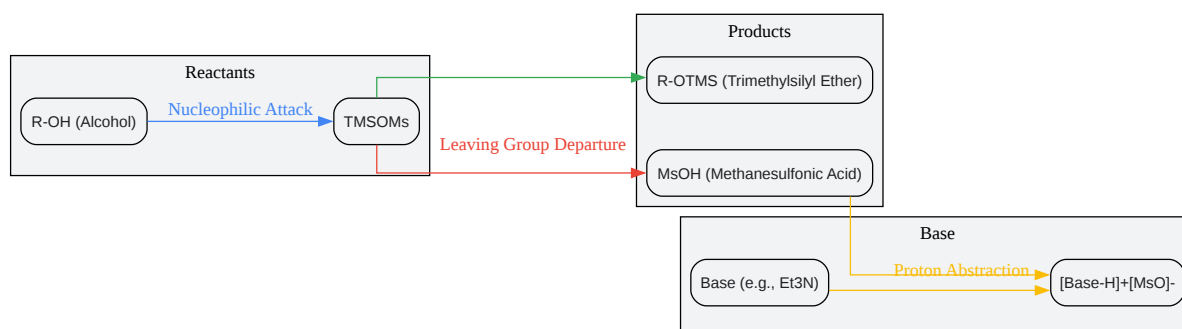 Products
Reactants
R-OTMS (Trimethylsilyl Ether)
R-OH (Alcohol)
Nucleophilic Attack
TMSOMs
Leaving Group Departure
MsOH (Methanesulfonic Acid)
Base
Base (e.g., Et3N)
Proton Abstraction
[Base-H]+[MsO]-